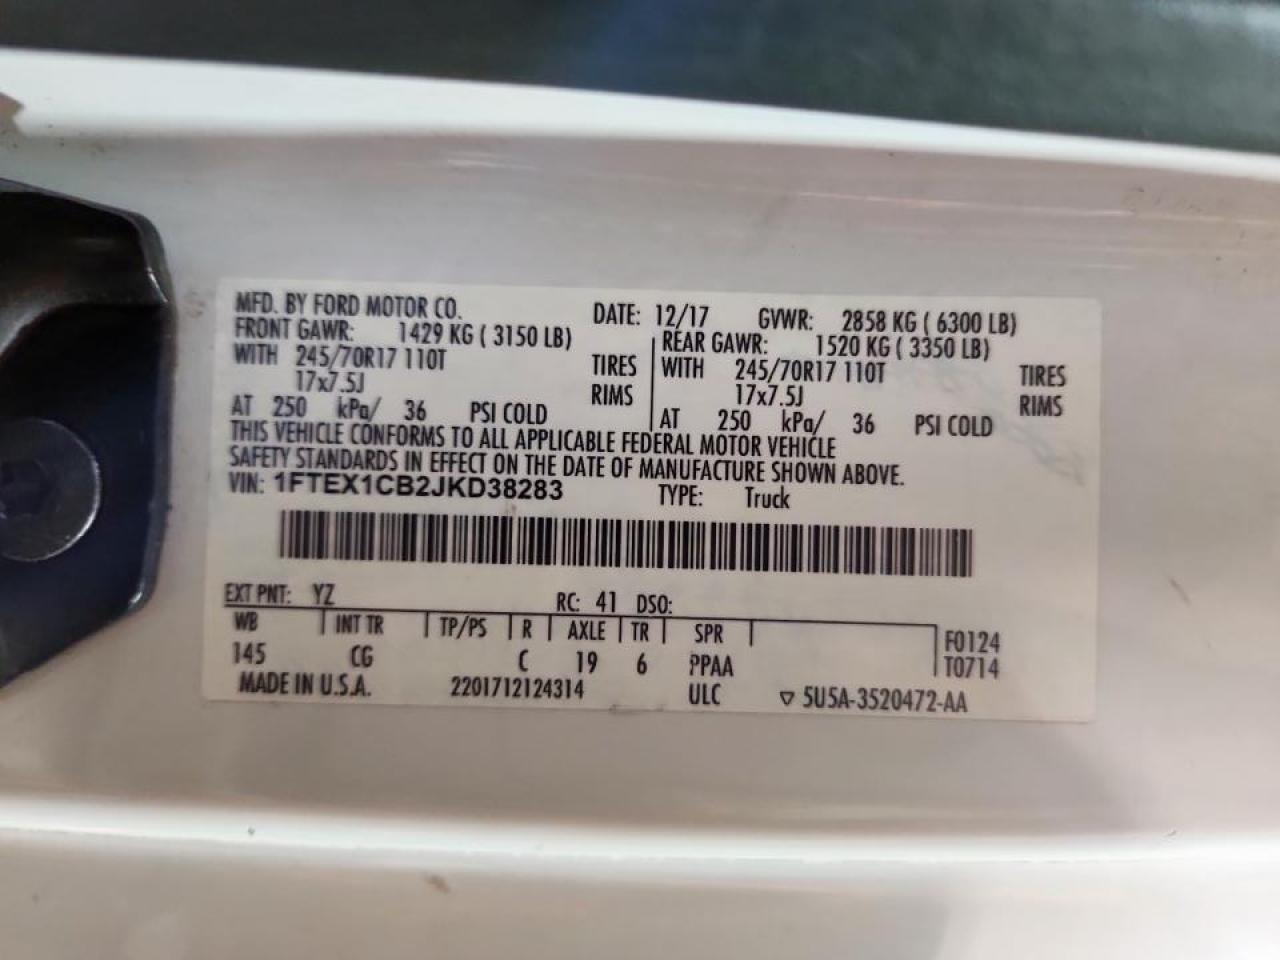 MFD. BY FORD MOTOR CO. DATE: 12/17 GVWR: 2858 KG ( 6300 LB)
FRONT GAWR: 1429 KG ( 3150 LB) REAR GAWR: 1520 KG ( 3350 LB)
WITH 245/70R17 110T TIRES WITH 245/70R17 110T TIRES
17x7.5J RIMS 17x7.5J RIMS
AT 250 kPa/ 36 PSI COLD AT 250 kPa/ 36 PSI COLD
THIS VEHICLE CONFORMS TO ALL APPLICABLE FEDERAL MOTOR VEHICLE
SAFETY STANDARDS IN EFFECT ON THE DATE OF MANUFACTURE SHOWN ABOVE.
VIN: 1FTEX1CB2JKD38283 TYPE: Truck
EXT PNT: YZ RC: 41 DSO:
WB INT TR TP/PS R AXLE TR SPR F0124
145 CG C 19 6 PPAA T0714
MADE IN U.S.A. 2201712124314 ULC ▽ 5U5A-3520472-AA